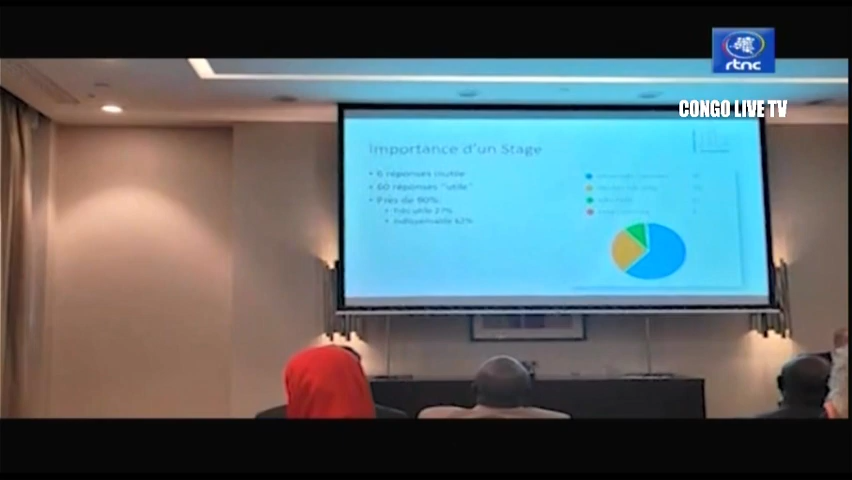 rtnc
CONGO LIVE TV
Importance d'un Stage
• 6 réponses inutile
• 60 réponses "utile"
• Près de 90%:
• Très utile 27%
• Indispensable 62%